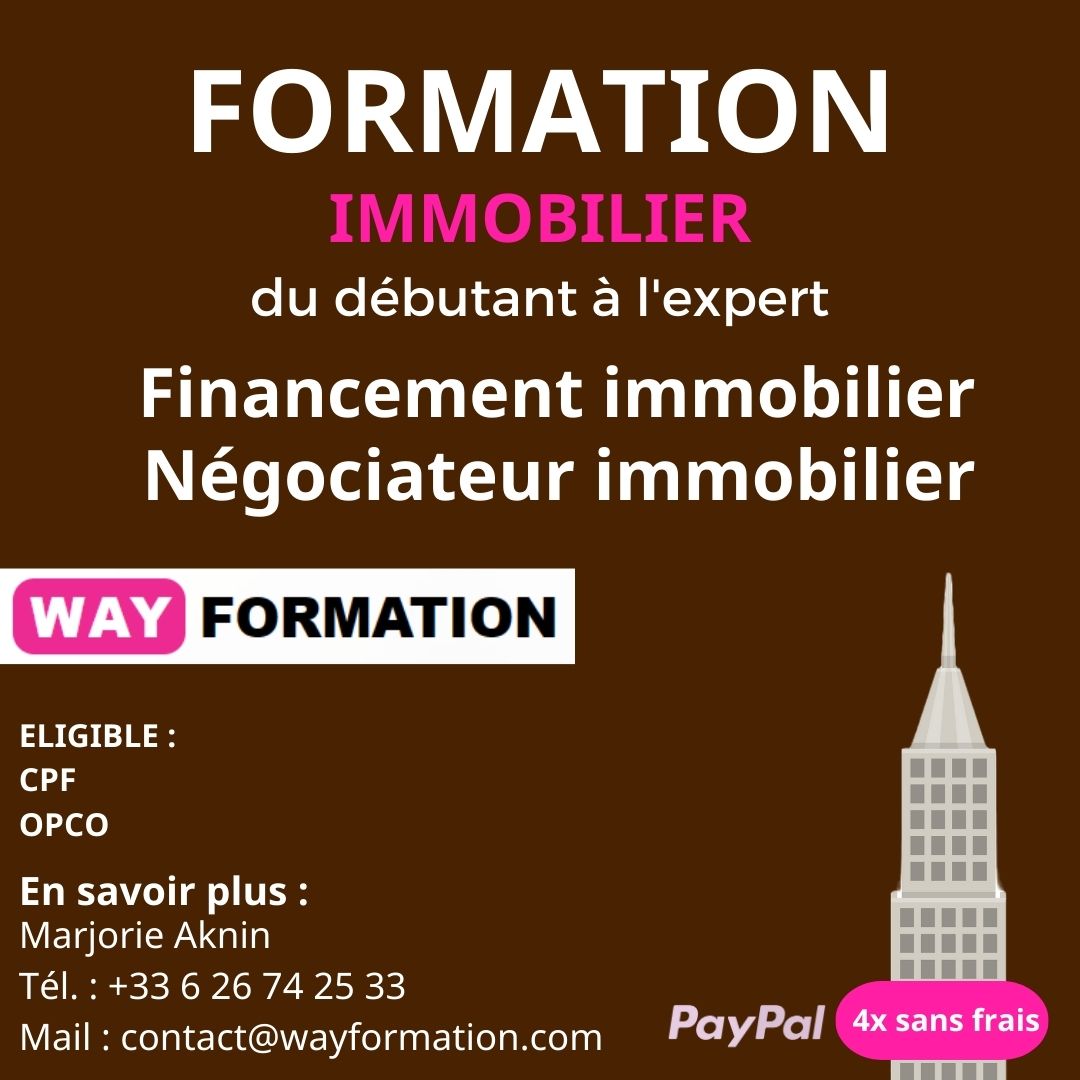 FORMATION
IMMOBILIER
du débutant à l'expert
Financement immobilier
Négociateur immobilier
WAY FORMATION
ELIGIBLE :
CPF
OPCO
En savoir plus :
Marjorie Aknin
Tél. : +33 6 26 74 25 33
Mail : contact@wayformation.com
PayPal 4x sans frais